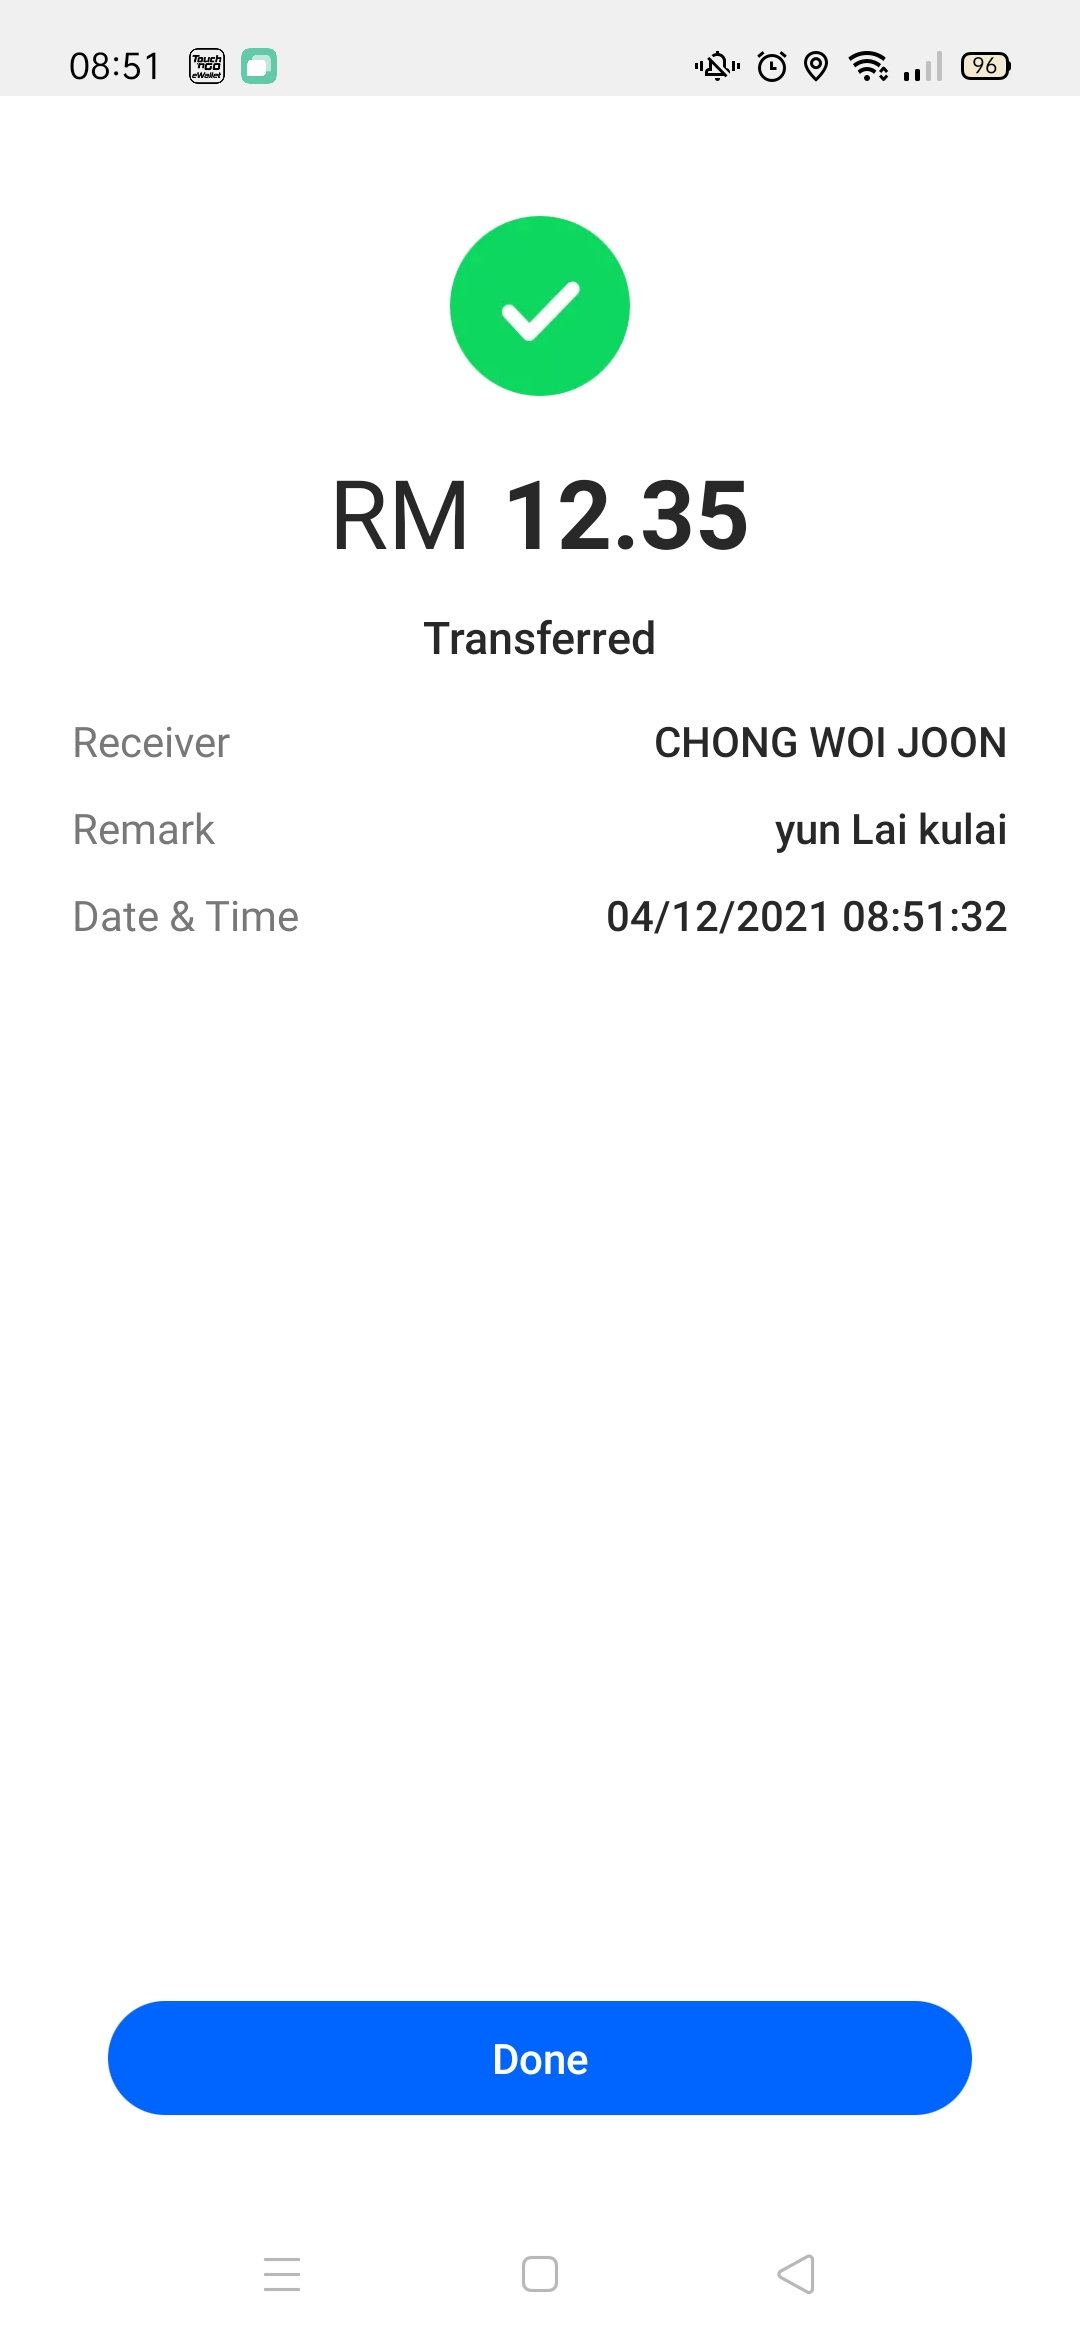 08:51 Touch 'n GO eWallet 96
RM 12.35
Transferred
Receiver CHONG WOI JOON
Remark yun Lai kulai
Date & Time 04/12/2021 08:51:32
Done